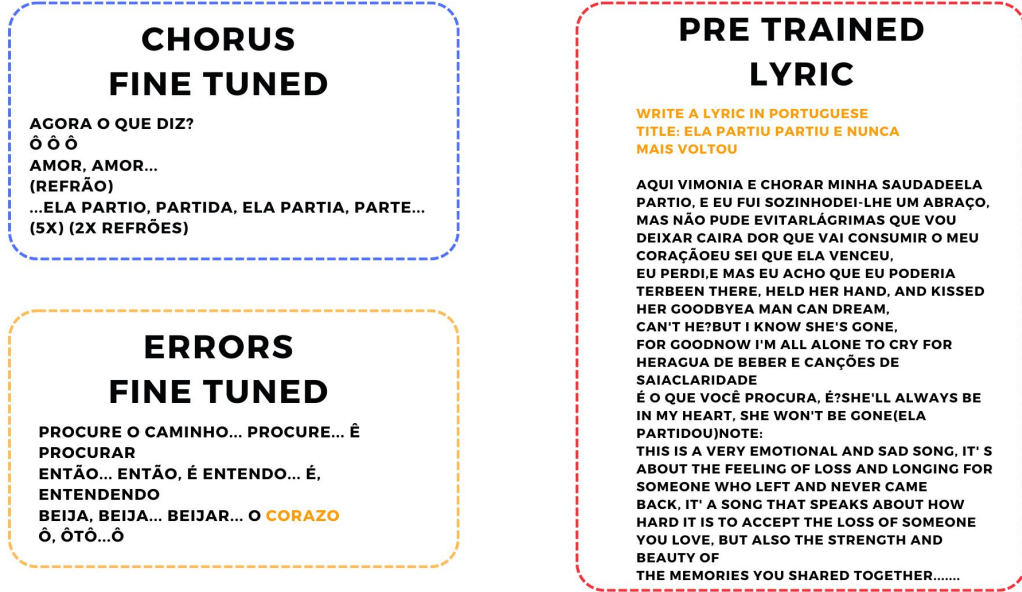 CHORUS
FINE TUNED
AGORA O QUE DIZ?
Ô Ô Ô
AMOR, AMOR...
(REFRÃO)
...ELA PARTIO, PARTIDA, ELA PARTIA, PARTE...
(5X) (2X REFRÕES)
ERRORS
FINE TUNED
PROCURE O CAMINHO... PROCURE... Ê
PROCURAR
ENTÃO... ENTÃO, É ENTENDO... É,
ENTENDENDO
BEIJA, BEIJA... BEIJAR... O CORAZO
Ô, ÔTÔ...Ô
PRE TRAINED
LYRIC
WRITE A LYRIC IN PORTUGUESE
TITLE: ELA PARTIU PARTIU E NUNCA
MAIS VOLTOU
AQUI VIMONIA E CHORAR MINHA SAUDADEELA
PARTIO, E EU FUI SOZINHODEI-LHE UM ABRAÇO,
MAS NÃO PUDE EVITARLÁGRIMAS QUE VOU
DEIXAR CAIRA DOR QUE VAI CONSUMIR O MEU
CORAÇÃOEU SEI QUE ELA VENCEU,
EU PERDI,E MAS EU ACHO QUE EU PODERIA
TERBEEN THERE, HELD HER HAND, AND KISSED
HER GOODBYEA MAN CAN DREAM,
CAN'T HE?BUT I KNOW SHE'S GONE,
FOR GOODNOW I'M ALL ALONE TO CRY FOR
HERAGUA DE BEBER E CANÇÕES DE
SAIACLARIDADE
É O QUE VOCÊ PROCURA, É?SHE'LL ALWAYS BE
IN MY HEART, SHE WON'T BE GONE(ELA
PARTIDOU)NOTE:
THIS IS A VERY EMOTIONAL AND SAD SONG, IT' S
ABOUT THE FEELING OF LOSS AND LONGING FOR
SOMEONE WHO LEFT AND NEVER CAME
BACK, IT' A SONG THAT SPEAKS ABOUT HOW
HARD IT IS TO ACCEPT THE LOSS OF SOMEONE
YOU LOVE, BUT ALSO THE STRENGTH AND
BEAUTY OF
THE MEMORIES YOU SHARED TOGETHER.......